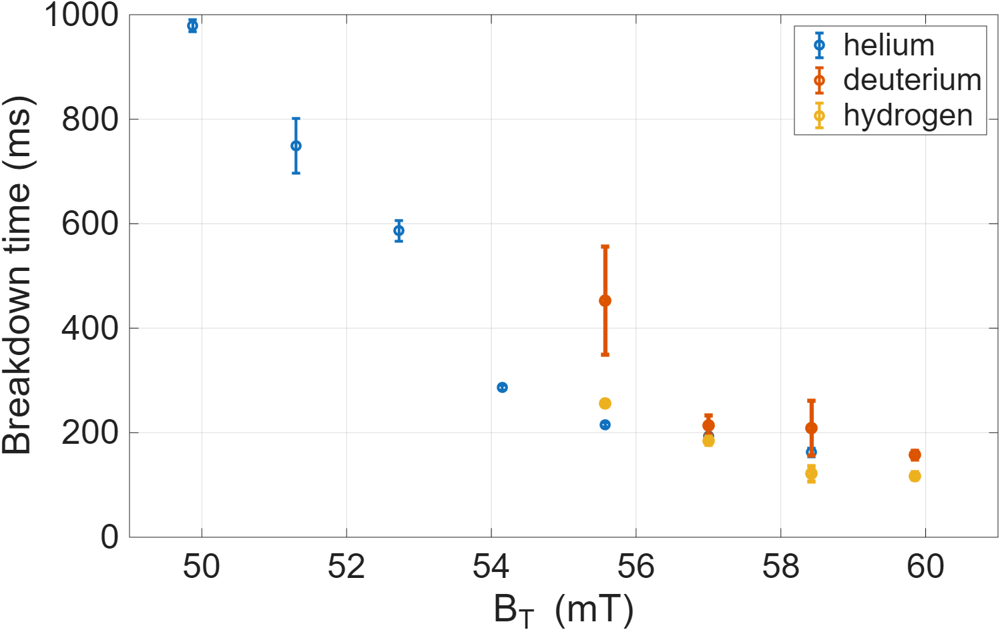 1000
800
600
400
200
0
50 52 54 56 58 60
Breakdown time (ms)
B_T (mT)
helium
deuterium
hydrogen